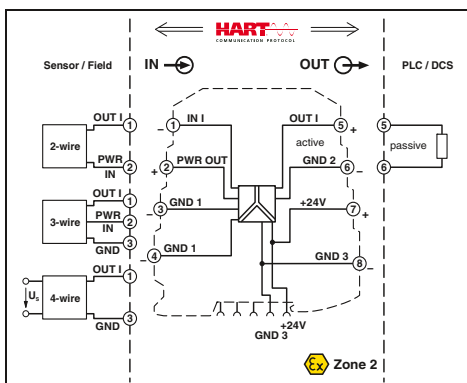 HART
COMMUNICATION PROTOCOL
Sensor / Field
IN
OUT
PLC / DCS
OUT I
1
2-wire
PWR
2
IN
OUT I
1
3-wire
PWR
2
IN
3
GND
OUT I
1
Us
4-wire
3
GND
1
IN I
–
+
2
PWR OUT
3
GND 1
–
4
GND 1
–
OUT I
5
+
active
GND 2
6
–
+24V
7
+
GND 3
8
–
+24V
GND 3
5
passive
6
Ex
Zone 2